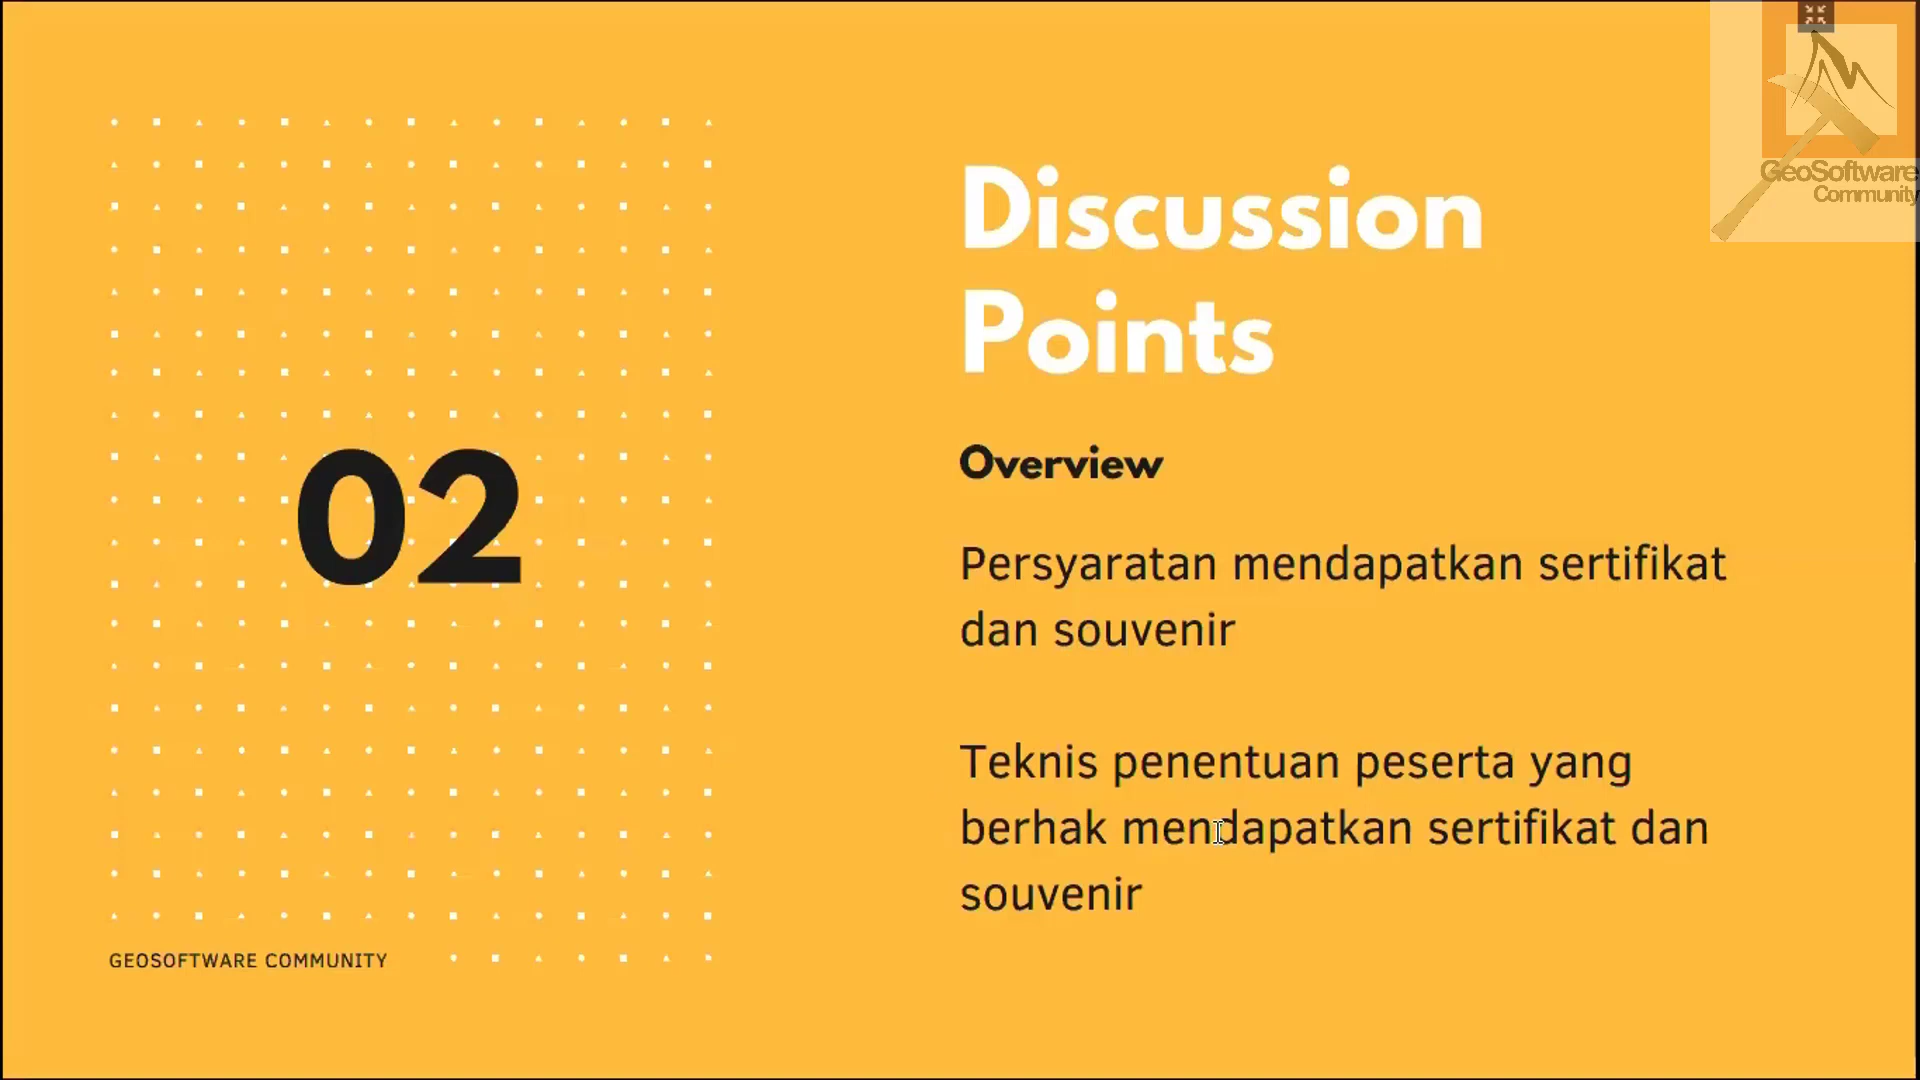 GeoSoftware
Community
Discussion
Points
02
Overview
Persyaratan mendapatkan sertifikat
dan souvenir
Teknis penentuan peserta yang
berhak mendapatkan sertifikat dan
souvenir
GEOSOFTWARE COMMUNITY